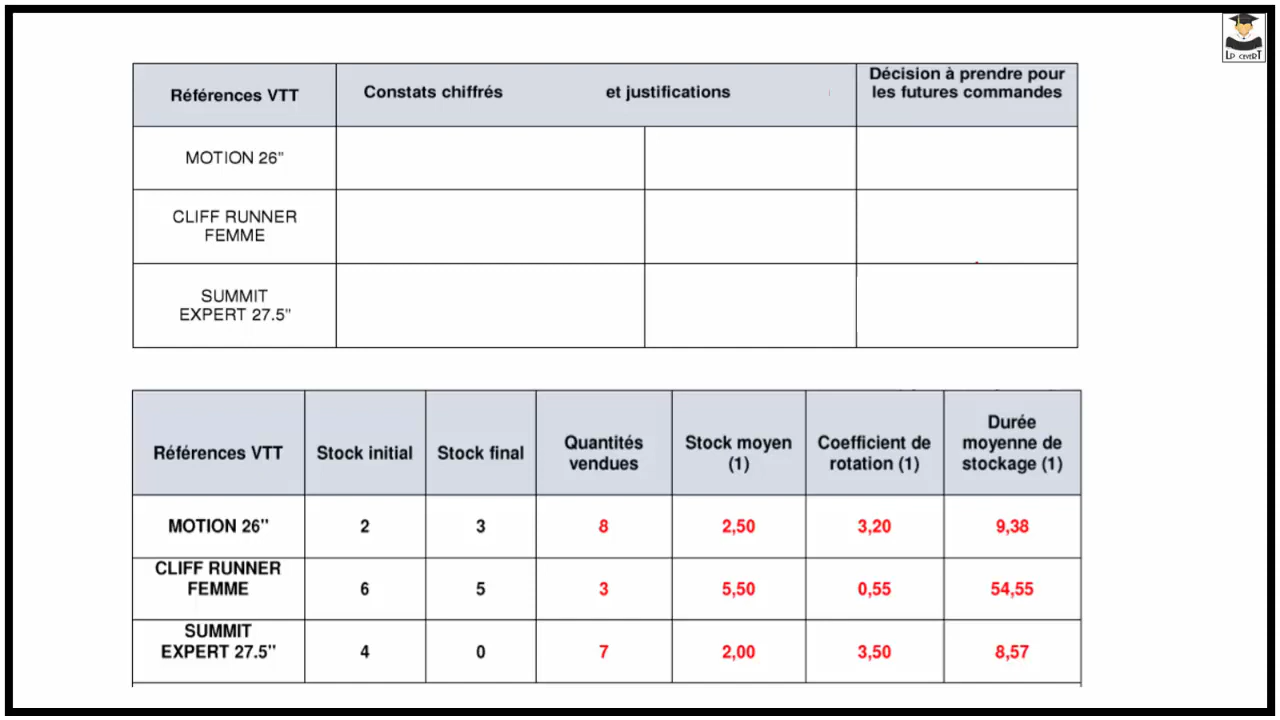 LP CEVERT
Références VTT
Constats chiffrés et justifications
Décision à prendre pour
les futures commandes
MOTION 26"
CLIFF RUNNER
FEMME
SUMMIT
EXPERT 27.5"
Références VTT
Stock initial
Stock final
Quantités
vendues
Stock moyen
(1)
Coefficient de
rotation (1)
Durée
moyenne de
stockage (1)
MOTION 26" 2 3 8 2,50 3,20 9,38
CLIFF RUNNER
FEMME 6 5 3 5,50 0,55 54,55
SUMMIT
EXPERT 27.5" 4 0 7 2,00 3,50 8,57